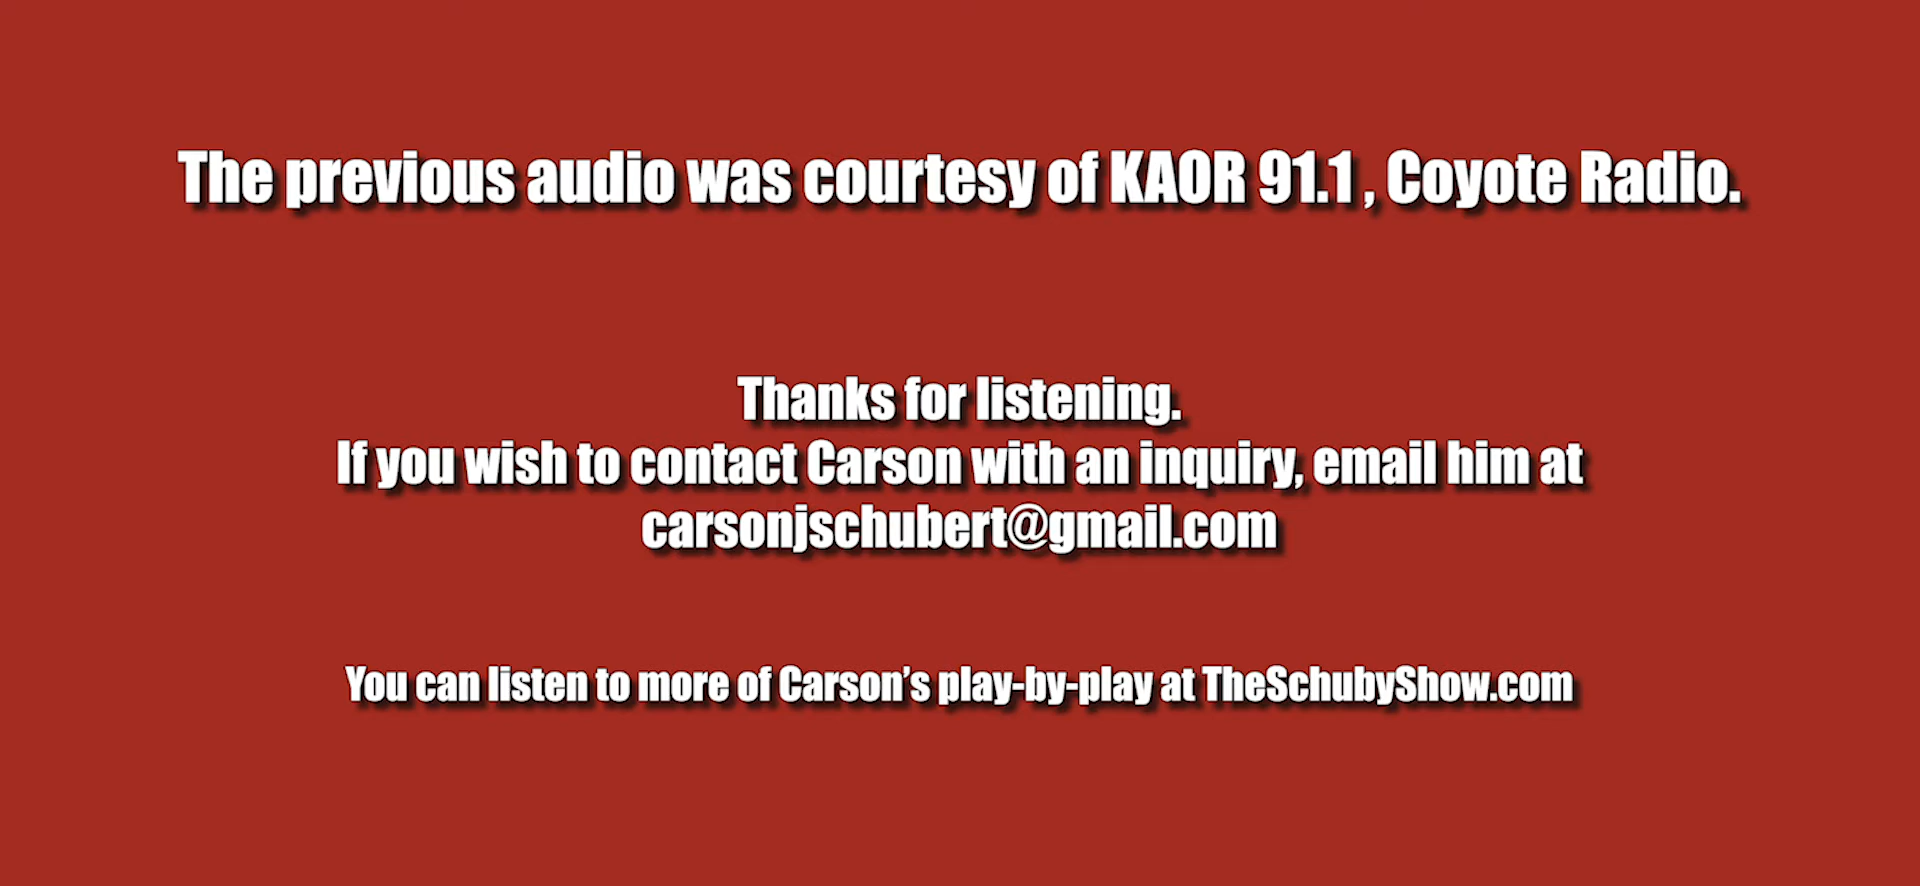 The previous audio was courtesy of KAOR 91.1 , Coyote Radio.
Thanks for listening.
If you wish to contact Carson with an inquiry, email him at
carsonjschubert@gmail.com
You can listen to more of Carson’s play-by-play at TheSchubyShow.com